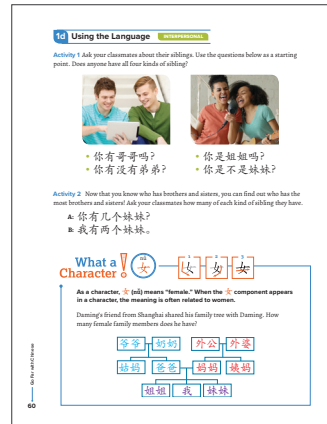 1d Using the Language INTERPERSONAL
Activity 1 Ask your classmates about their siblings. Use the questions below as a starting
point. Does anyone have all four kinds of sibling?
• 你有哥哥吗?
• 你有没有弟弟?
• 你是姐姐吗?
• 你是不是妹妹?
Activity 2 Now that you know who has brothers and sisters, you can find out who has the
most brothers and sisters! Ask your classmates how many of each kind of sibling they have.
A: 你有几个妹妹?
B: 我有两个妹妹。
What a
Character!
nǚ
女
1 2 3
As a character, 女 (nǚ) means "female." When the 女 component appears
in a character, the meaning is often related to women.
Daming's friend from Shanghai shared his family tree with Daming. How
many female family members does he have?
爷爷 奶奶 外公 外婆
姑妈 爸爸 妈妈 姨妈
姐姐 我 妹妹
Go Far with Chinese
60